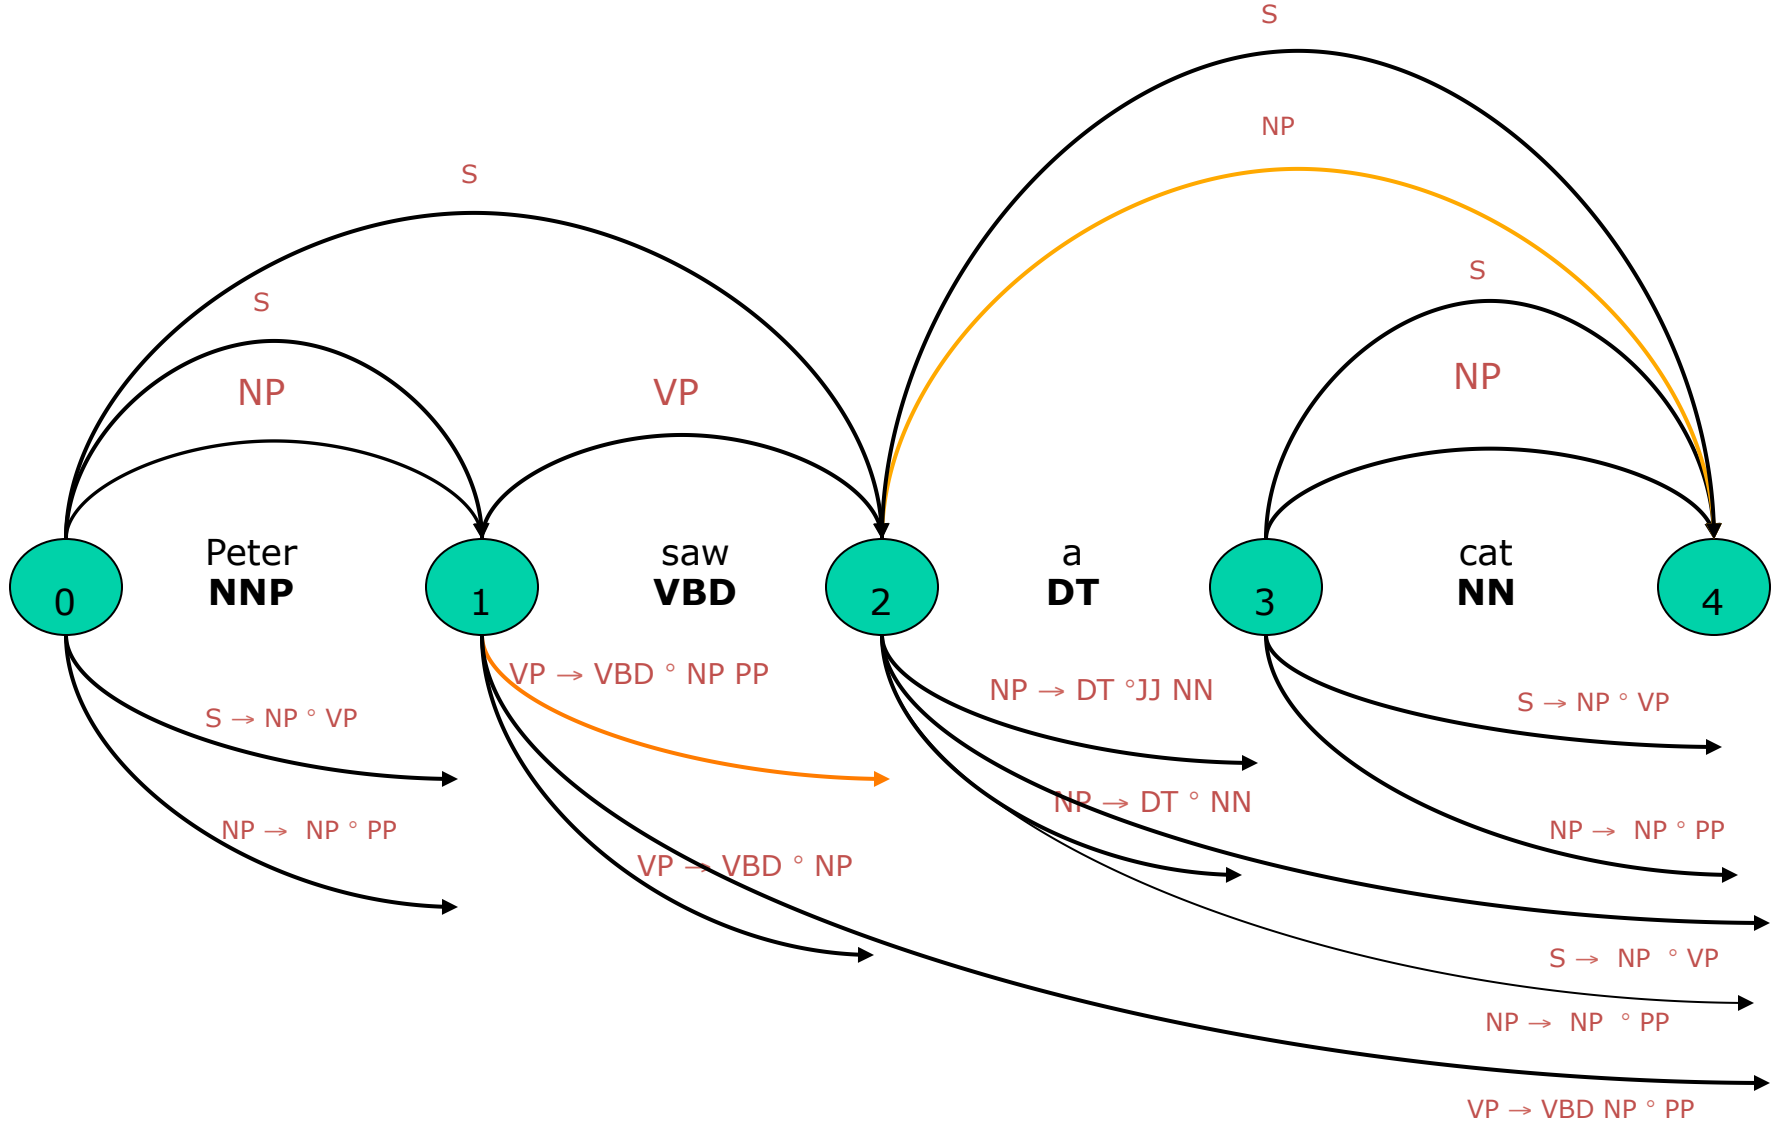 S
NP
S
S
S
NP
VP
NP
Peter
NNP
saw
VBD
a
DT
cat
NN
0
1
2
3
4
VP → VBD ° NP PP
NP → DT °JJ NN
S → NP ° VP
S → NP ° VP
NP → DT ° NN
NP → NP ° PP
NP → NP ° PP
VP → VBD ° NP
S → NP ° VP
NP → NP ° PP
VP → VBD NP ° PP